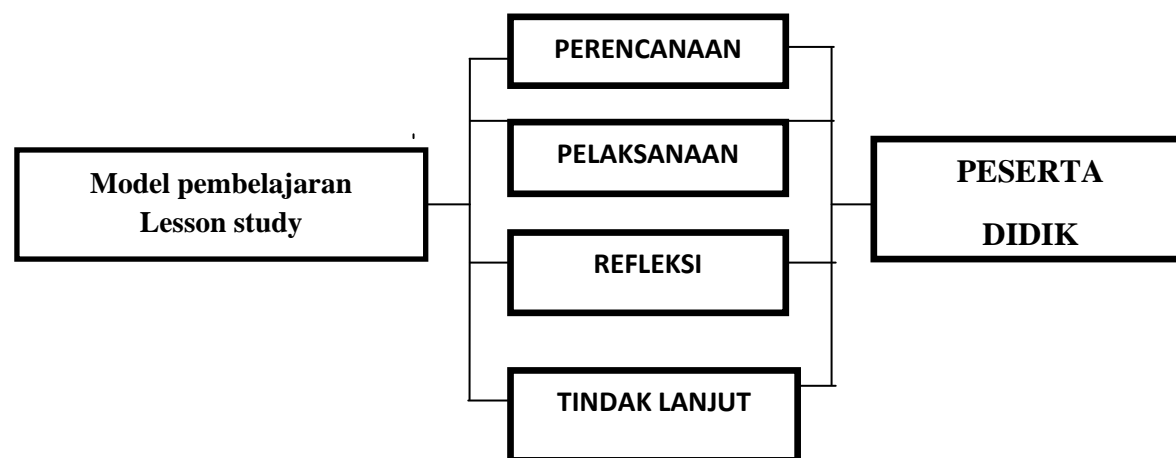 Model pembelajaran
Lesson study
PERENCANAAN
PELAKSANAAN
REFLEKSI
TINDAK LANJUT
PESERTA
DIDIK